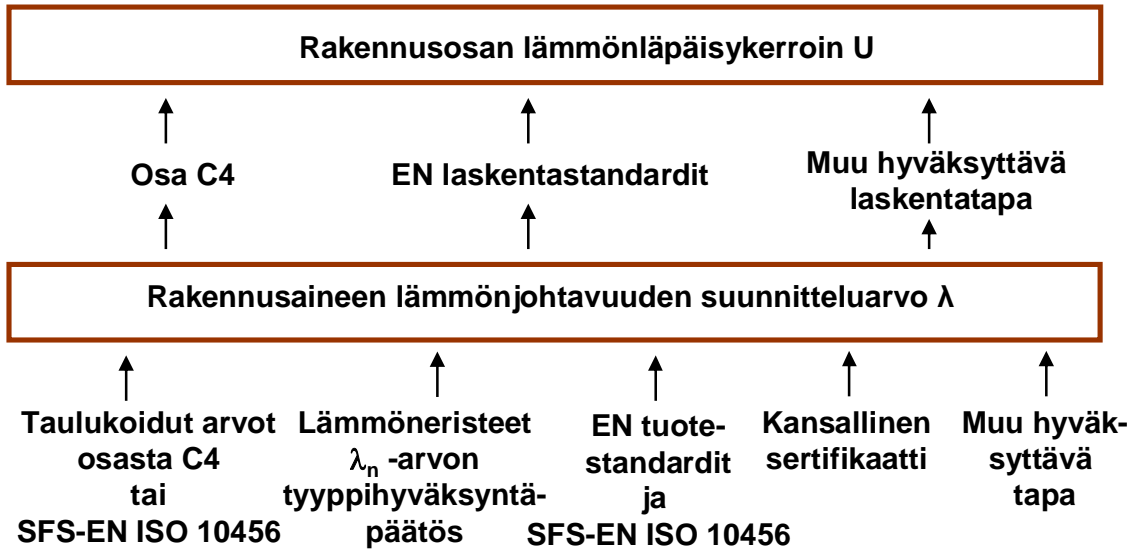 Rakennusosan lämmönläpäisykerroin U
Osa C4
EN laskentastandardit
Muu hyväksyttävä
laskentatapa
Rakennusaineen lämmönjohtavuuden suunnitteluarvo λ
Taulukoidut arvot
osasta C4
tai
SFS-EN ISO 10456
Lämmöneristeet
λn -arvon
tyyppihyväksyntä-
päätös
EN tuote-
standardit
ja
SFS-EN ISO 10456
Kansallinen
sertifikaatti
Muu hyväk-
syttävä
tapa